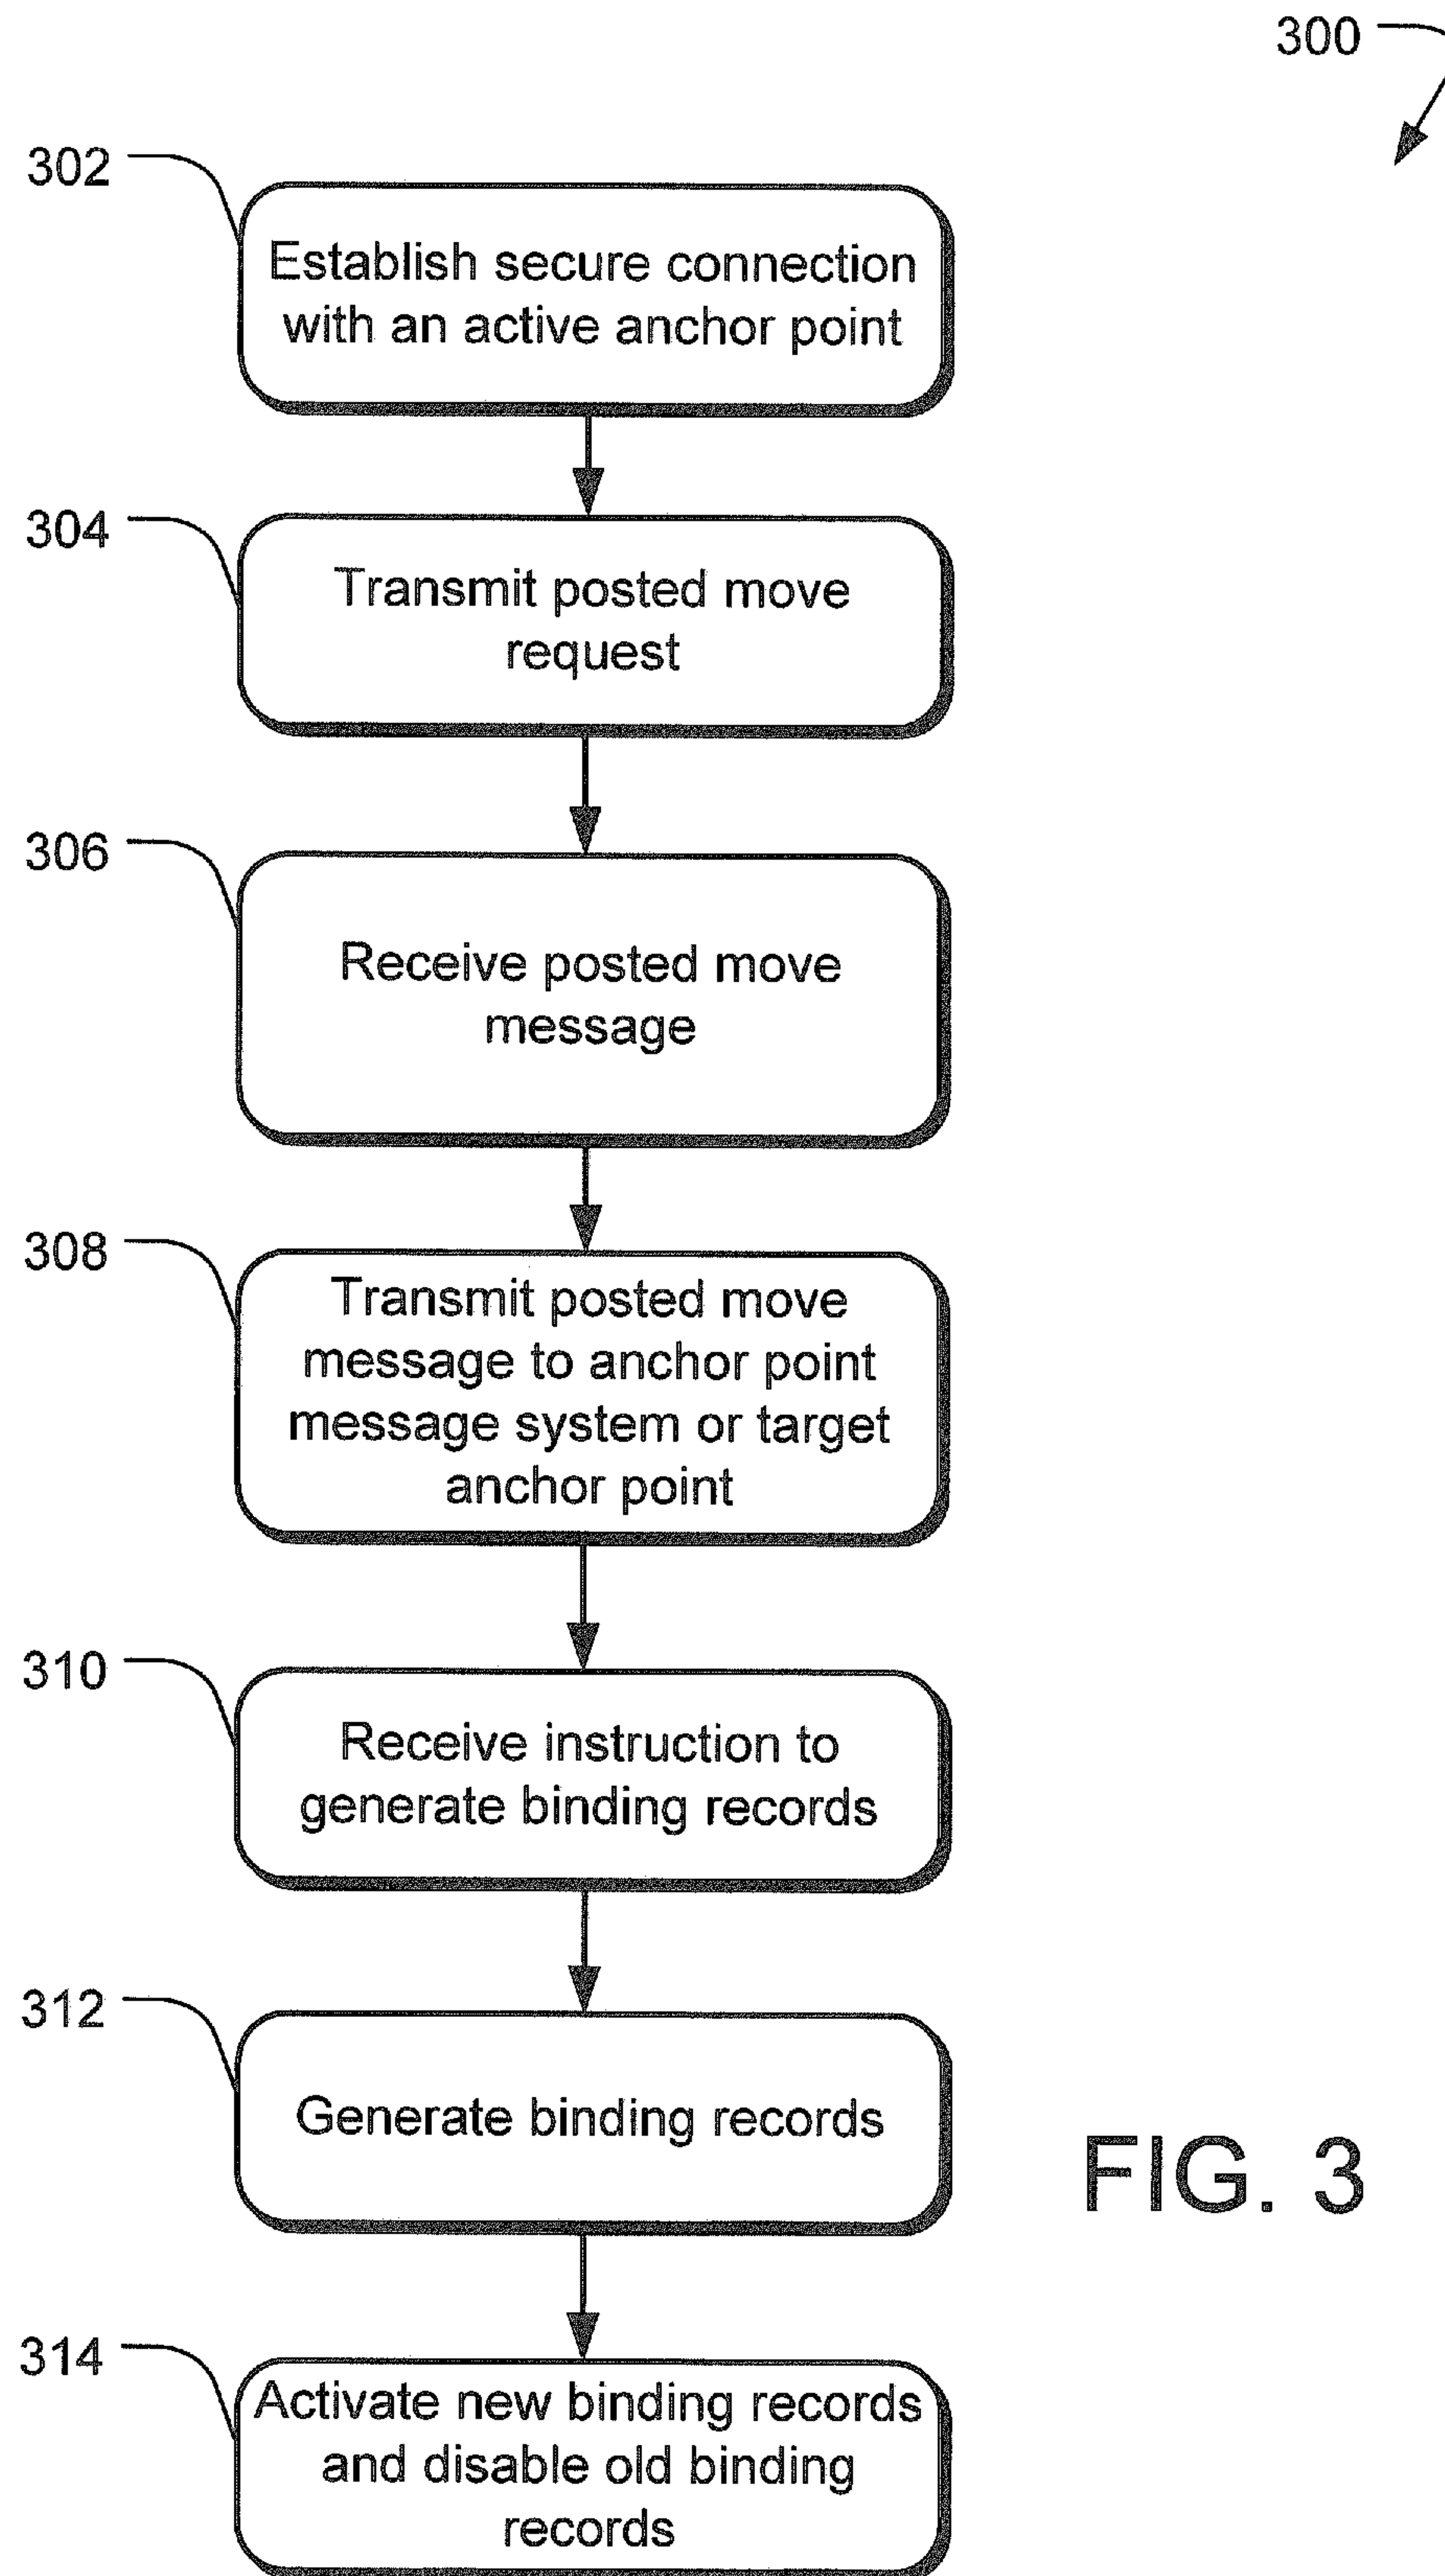 300
302
Establish secure connection
with an active anchor point
304
Transmit posted move
request
306
Receive posted move
message
308
Transmit posted move
message to anchor point
message system or target
anchor point
310
Receive instruction to
generate binding records
312
Generate binding records
FIG. 3
314
Activate new binding records
and disable old binding
records